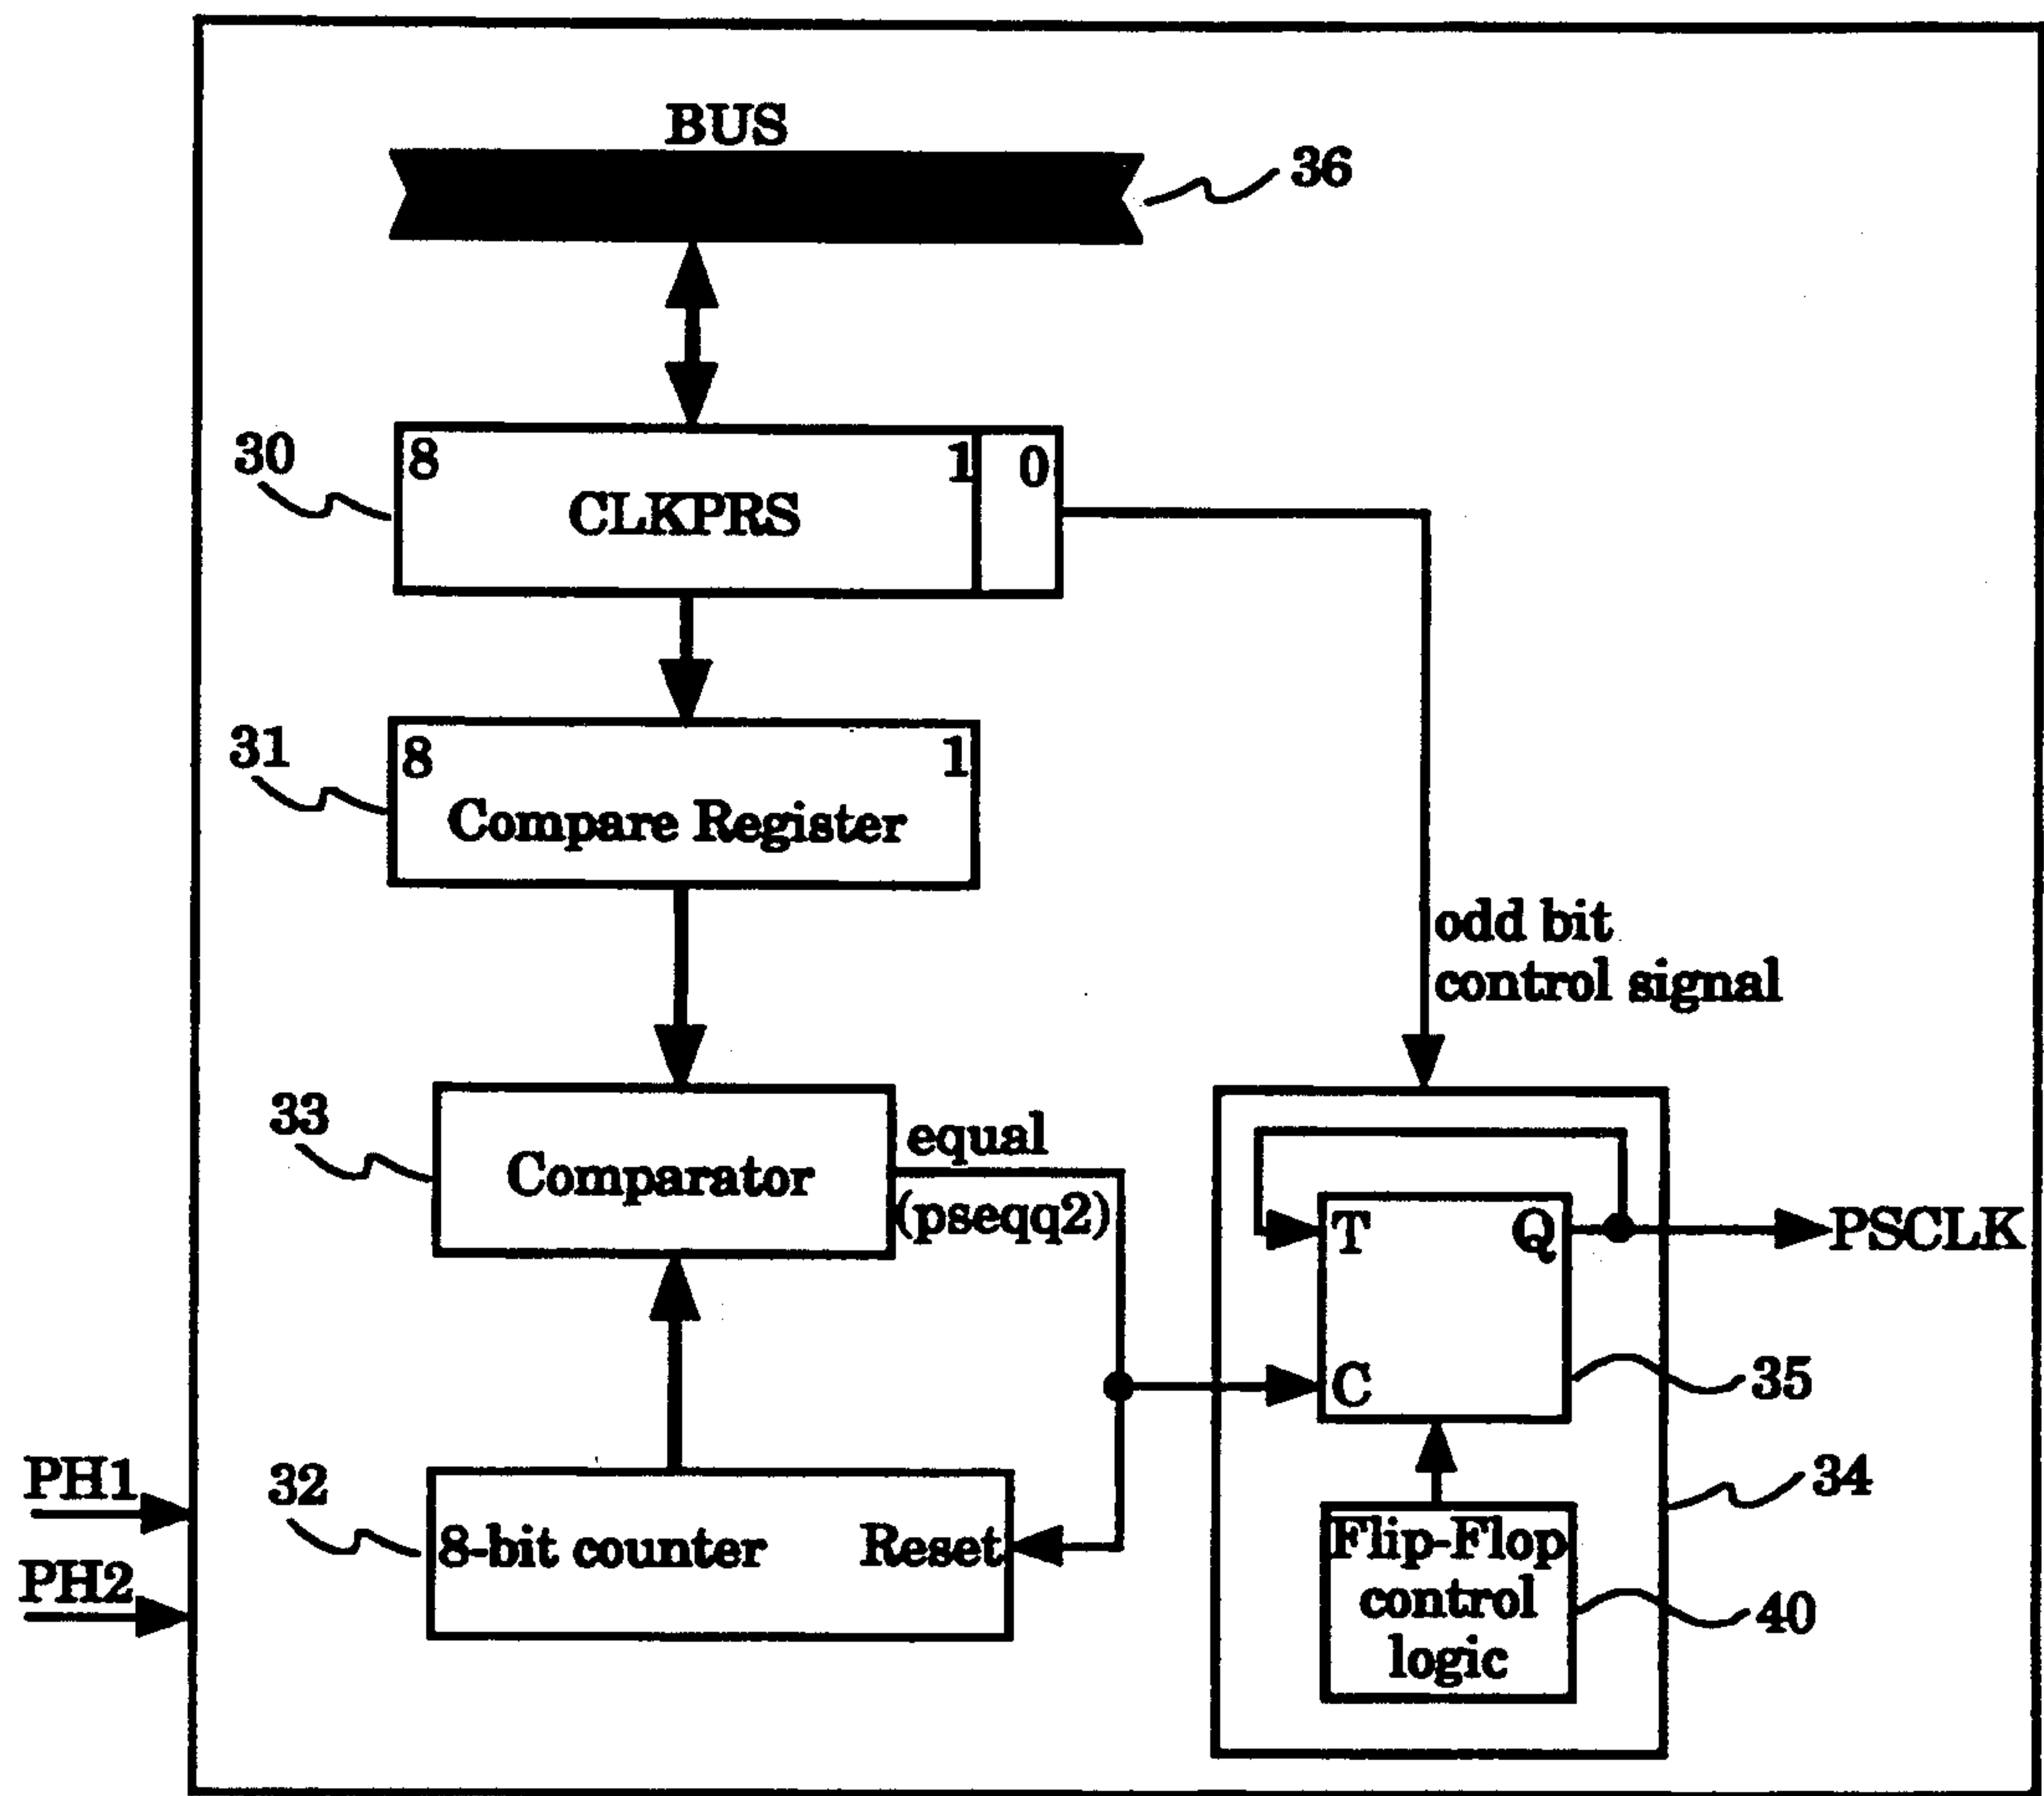 BUS
36
30
8
1
0
CLKPRS
31
8
1
Compare Register
odd bit
control signal
33
Comparator
equal
(pseqq2)
T
Q
PSCLK
C
35
PH1
PH2
32
8-bit counter
Reset
34
Flip-Flop
control
logic
40